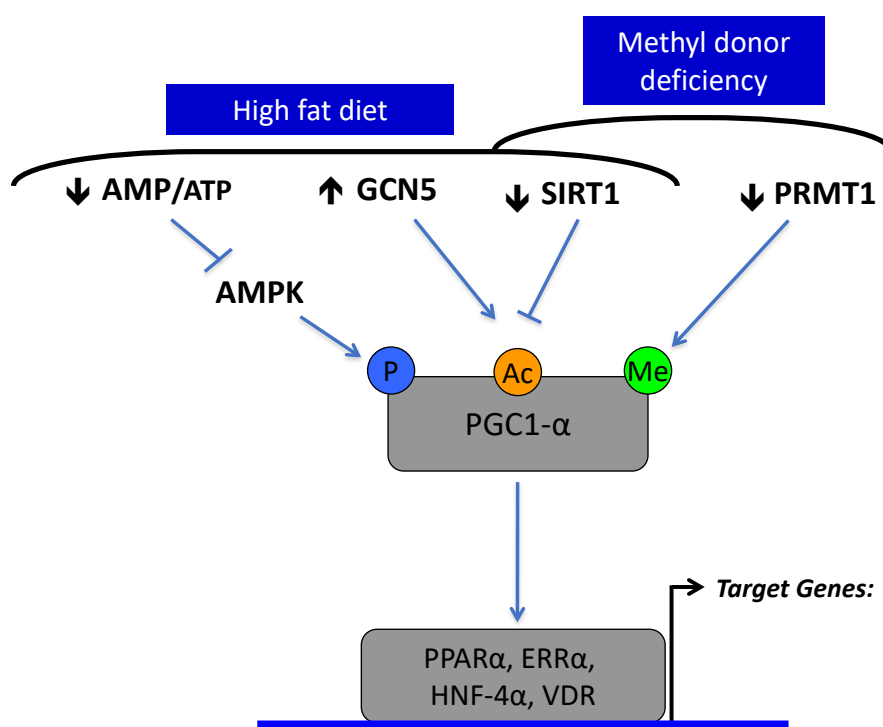 Methyl donor
deficiency
High fat diet
🡫 AMP/ATP
🡩 GCN5
🡫 SIRT1
🡫 PRMT1
AMPK
P
Ac
Me
PGC1-α
Target Genes:
PPARα, ERRα,
HNF-4α, VDR